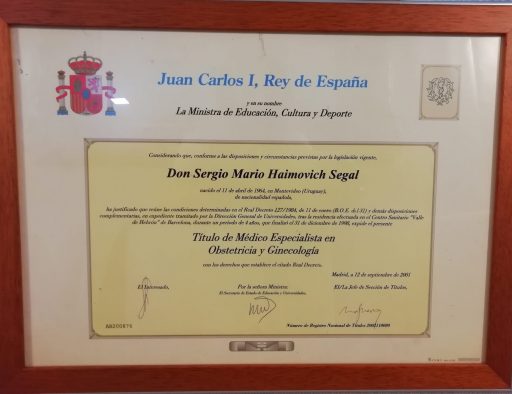 Juan Carlos I, Rey de España
y en su nombre
La Ministra de Educación, Cultura y Deporte
Considerando que, conforme a las disposiciones y circunstancias previstas por la legislación vigente,
Don Sergio Mario Haimovich Segal
nacido el 11 de abril de 1964, en Montevideo (Uruguay),
de nacionalidad española,
ha justificado que reúne las condiciones determinadas en el Real Decreto 127/1984, de 11 de enero (B.O.E. del 31) y demás disposiciones
complementarias, en expediente tramitado por la Dirección General de Universidades, tras la residencia efectuada en el Centro Sanitario "Valle
de Hebrón" de Barcelona, durante un período de 4 años, que finalizó el 31 de diciembre de 1998, expide el presente
Título de Médico Especialista en
Obstetricia y Ginecología
con los derechos que establece el citado Real Decreto.
Madrid, a 12 de septiembre de 2001
El Interesado,
Por la señora Ministra:
El Secretario de Estado de Educación y Universidades,
El/La Jefe de Sección de Títulos,
Número de Registro Nacional de Títulos